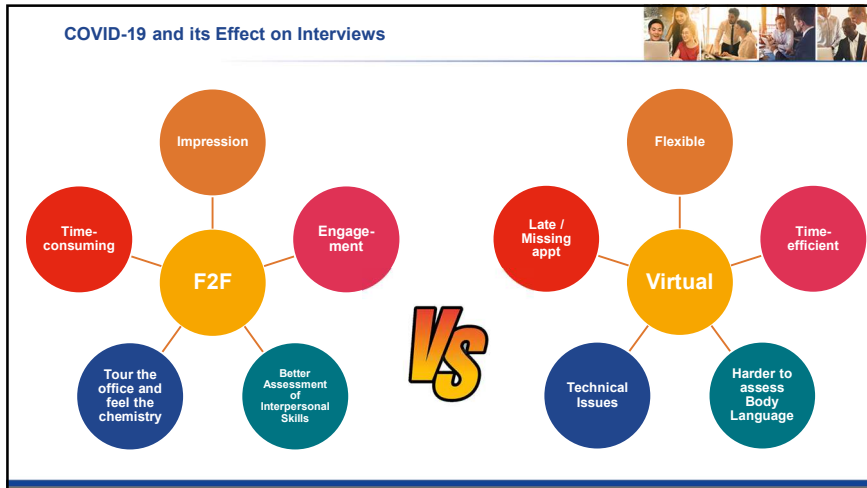 COVID-19 and its Effect on Interviews
Impression
Time-
consuming
Engage-
ment
F2F
Tour the
office and
feel the
chemistry
Better
Assessment
of
Interpersonal
Skills
VS
Flexible
Late /
Missing
appt
Time-
efficient
Virtual
Technical
Issues
Harder to
assess
Body
Language